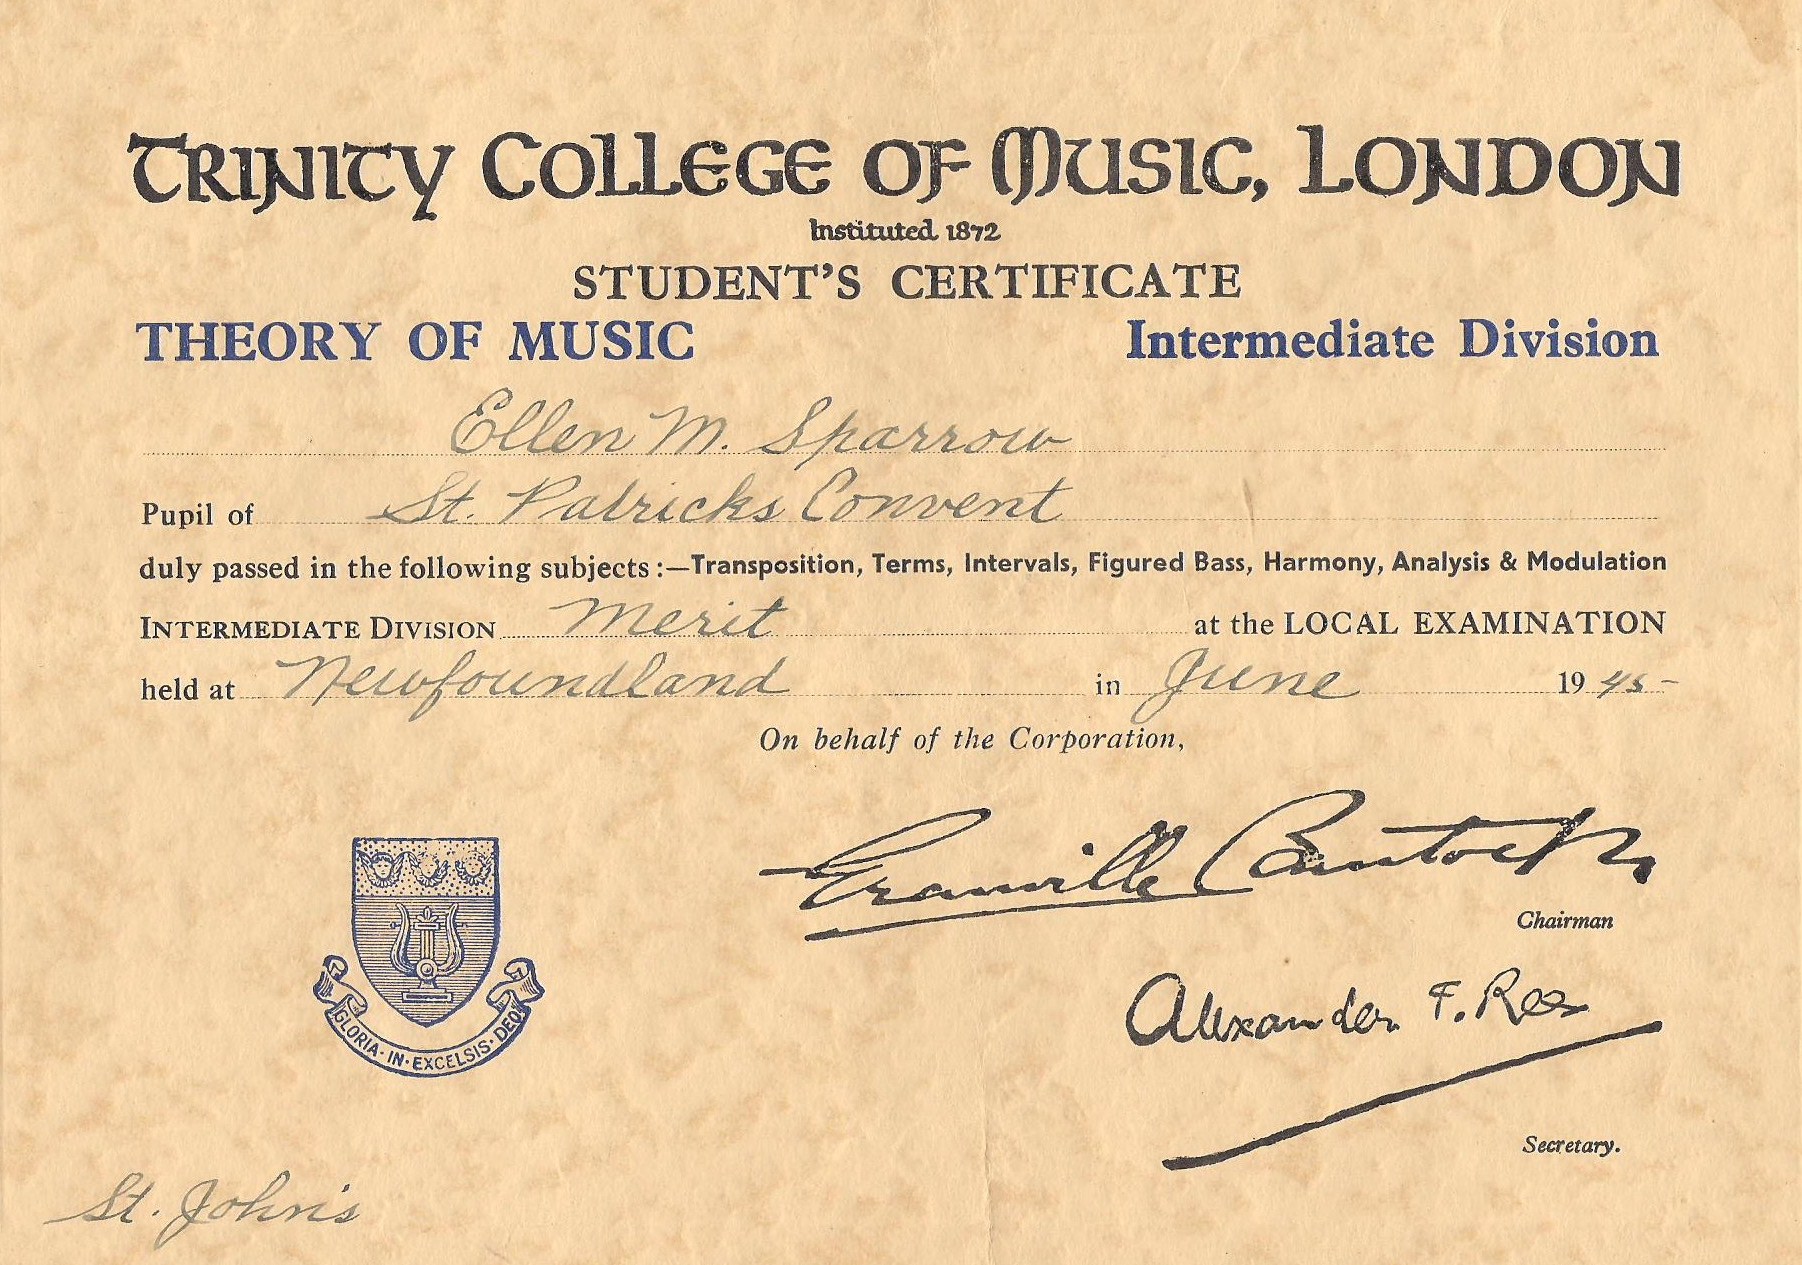 TRINITY COLLEGE OF MUSIC, LONDON
Instituted 1872
STUDENT'S CERTIFICATE
THEORY OF MUSIC Intermediate Division
Ellen M. Sparrow
Pupil of St. Patricks Convent
duly passed in the following subjects :—Transposition, Terms, Intervals, Figured Bass, Harmony, Analysis & Modulation
INTERMEDIATE DIVISION Merit at the LOCAL EXAMINATION
held at Newfoundland in June 1945-
On behalf of the Corporation,
Granville Bantock
Chairman
Alexander F. Rees
Secretary.
GLORIA·IN·EXCELSIS·DEO
St. John's